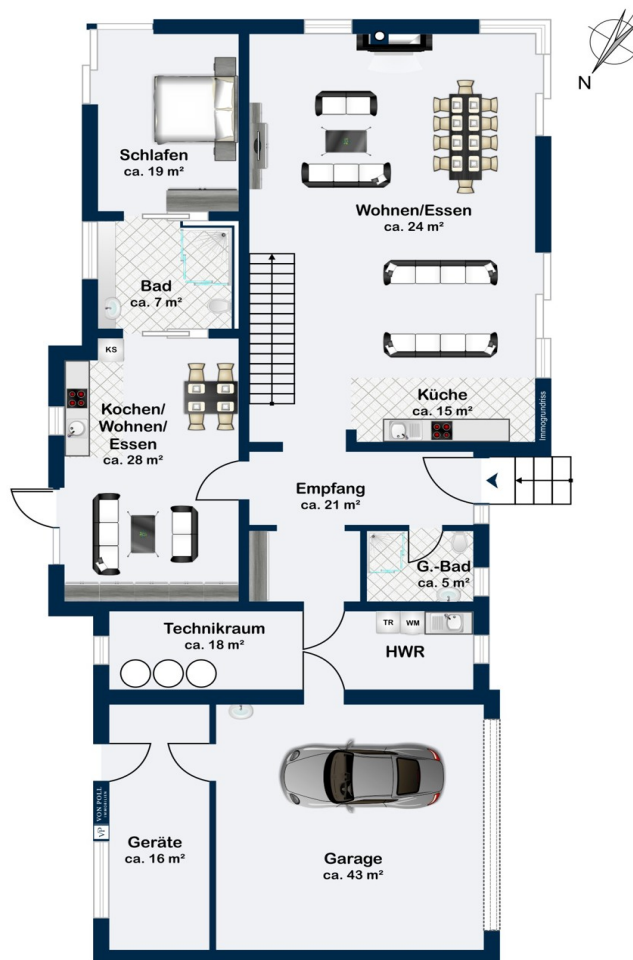 N
Schlafen
ca. 19 m²
Wohnen/Essen
ca. 24 m²
Bad
ca. 7 m²
KS
Kochen/
Wohnen/
Essen
ca. 28 m²
Küche
ca. 15 m²
Immogrundriss
Empfang
ca. 21 m²
G.-Bad
ca. 5 m²
Technikraum
ca. 18 m²
TR
WM
HWR
VP VON POLL
IMMOBILIEN
Geräte
ca. 16 m²
Garage
ca. 43 m²